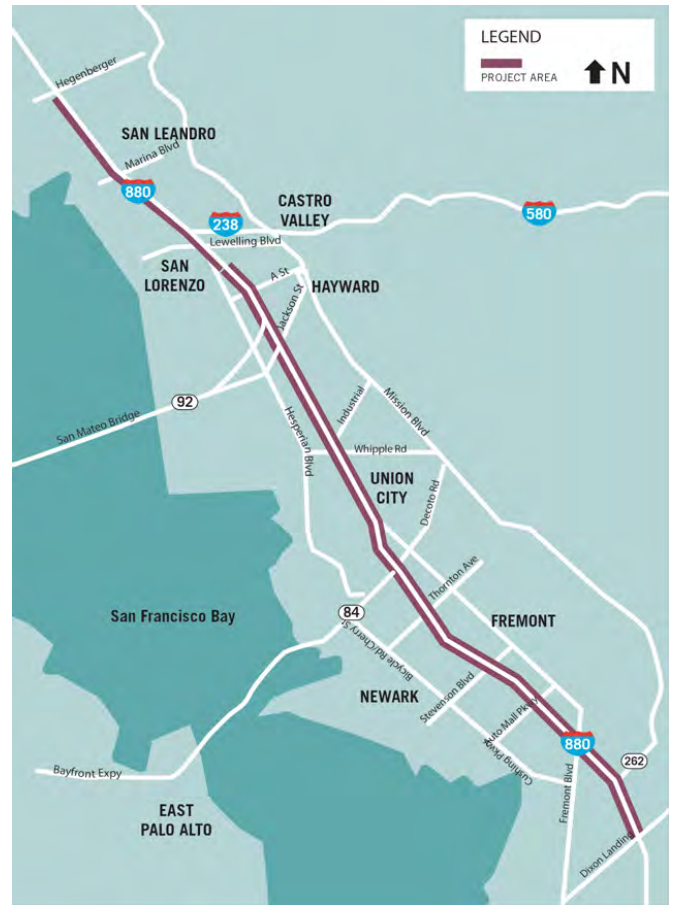 LEGEND
PROJECT AREA
N
Hegenberger
SAN LEANDRO
Marina Blvd
880
CASTRO
VALLEY
580
238
Lewelling Blvd
SAN
LORENZO
A St
HAYWARD
Jackson St
92
San Mateo Bridge
Industrial
Mission Blvd
Hesperian Blvd
Whipple Rd
UNION
CITY
Decoto Rd
Thornton Ave
84
San Francisco Bay
FREMONT
Bicycle Rd/Cherry St
NEWARK
Stevenson Blvd
Auto Mall Pkwy
880
262
Cushing Pkwy
Fremont Blvd
Bayfront Expy
EAST
PALO ALTO
Dixon Landing